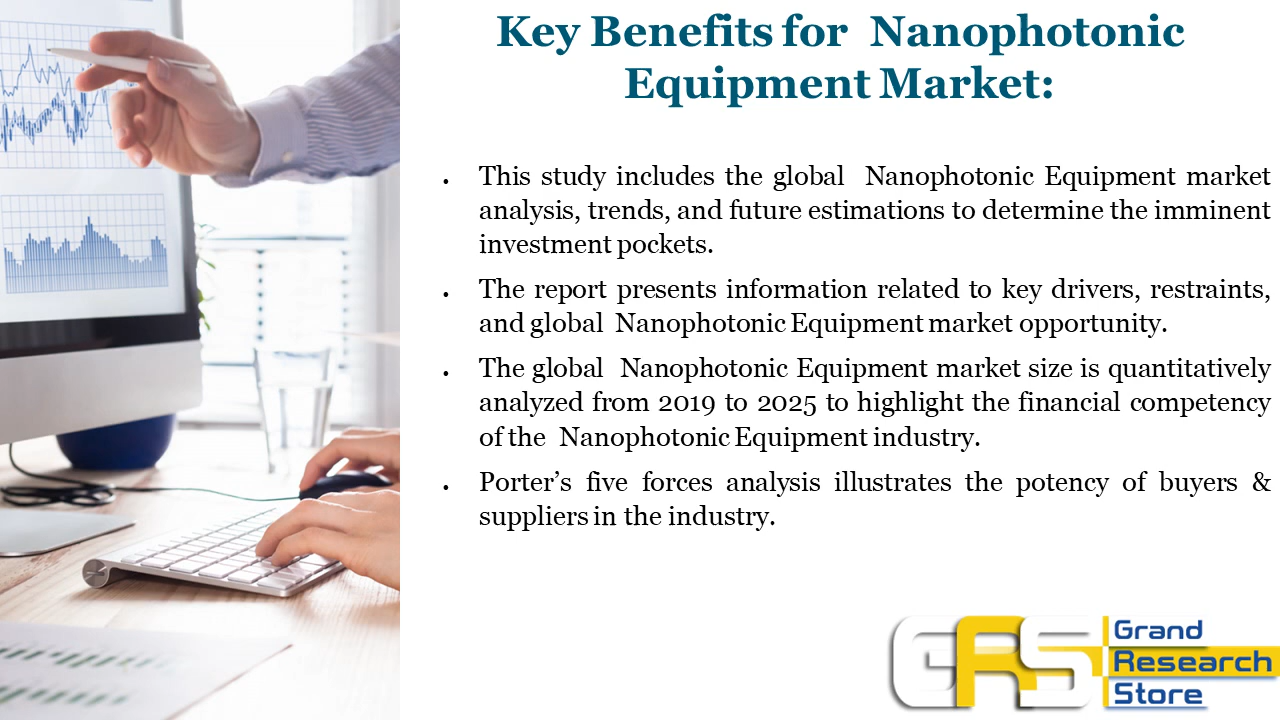 Key Benefits for  Nanophotonic
Equipment Market:
• This study includes the global  Nanophotonic Equipment market
analysis, trends, and future estimations to determine the imminent
investment pockets.
• The report presents information related to key drivers, restraints,
and global  Nanophotonic Equipment market opportunity.
• The global  Nanophotonic Equipment market size is quantitatively
analyzed from 2019 to 2025 to highlight the financial competency
of the  Nanophotonic Equipment industry.
• Porter’s five forces analysis illustrates the potency of buyers &
suppliers in the industry.
GRS
Grand
Research
Store